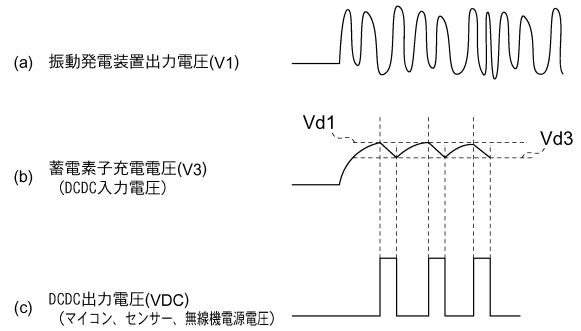 (a) 振動発電装置出力電圧(V1)
Vd1
Vd3
(b) 蓄電素子充電電圧(V3)
（DCDC入力電圧）
(c) DCDC出力電圧(VDC)
（マイコン、センサー、無線機電源電圧）